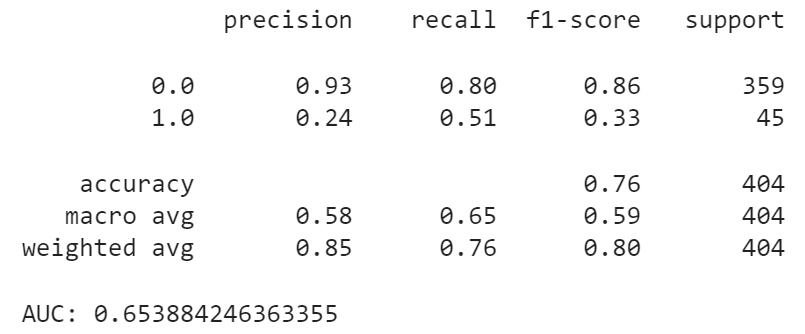 precision recall f1-score support
0.0 0.93 0.80 0.86 359
1.0 0.24 0.51 0.33 45
accuracy 0.76 404
macro avg 0.58 0.65 0.59 404
weighted avg 0.85 0.76 0.80 404
AUC: 0.653884246363355